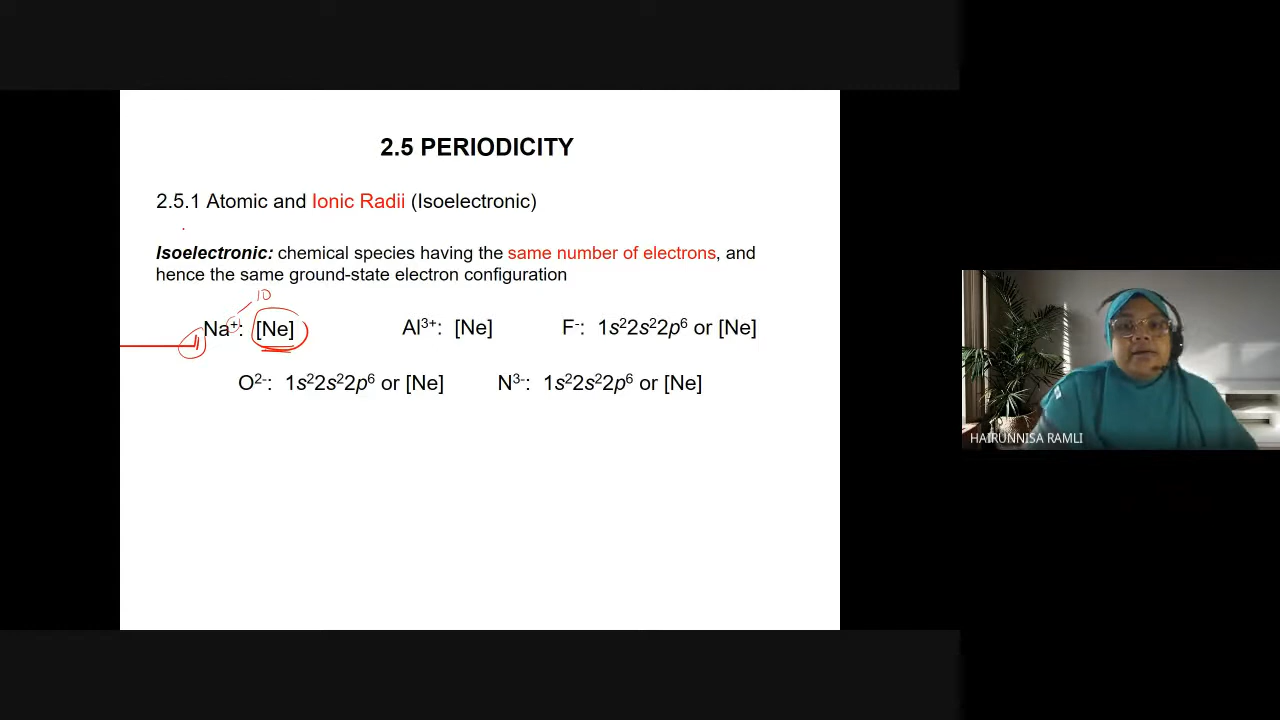 2.5 PERIODICITY
2.5.1 Atomic and Ionic Radii (Isoelectronic)
Isoelectronic: chemical species having the same number of electrons, and
hence the same ground-state electron configuration
10
Na⁺: [Ne] Al³⁺: [Ne] F⁻: 1s²2s²2p⁶ or [Ne]
11
O²⁻: 1s²2s²2p⁶ or [Ne] N³⁻: 1s²2s²2p⁶ or [Ne]
HAIRUNNISA RAMLI